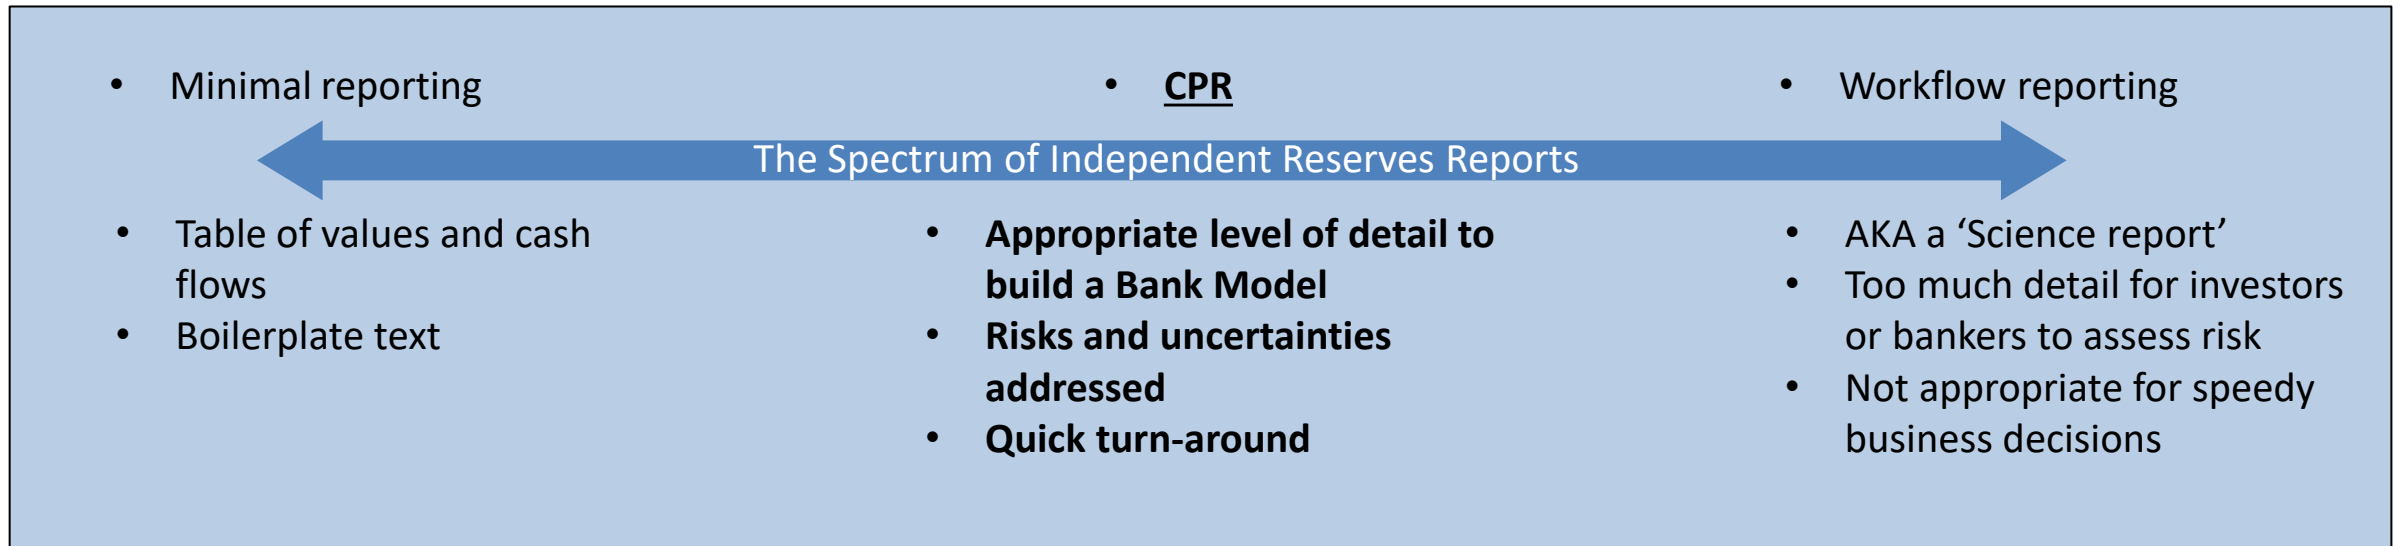 • Minimal reporting
• CPR
• Workflow reporting
The Spectrum of Independent Reserves Reports
• Table of values and cash
flows
• Boilerplate text
• Appropriate level of detail to
build a Bank Model
• Risks and uncertainties
addressed
• Quick turn-around
• AKA a ‘Science report’
• Too much detail for investors
or bankers to assess risk
• Not appropriate for speedy
business decisions